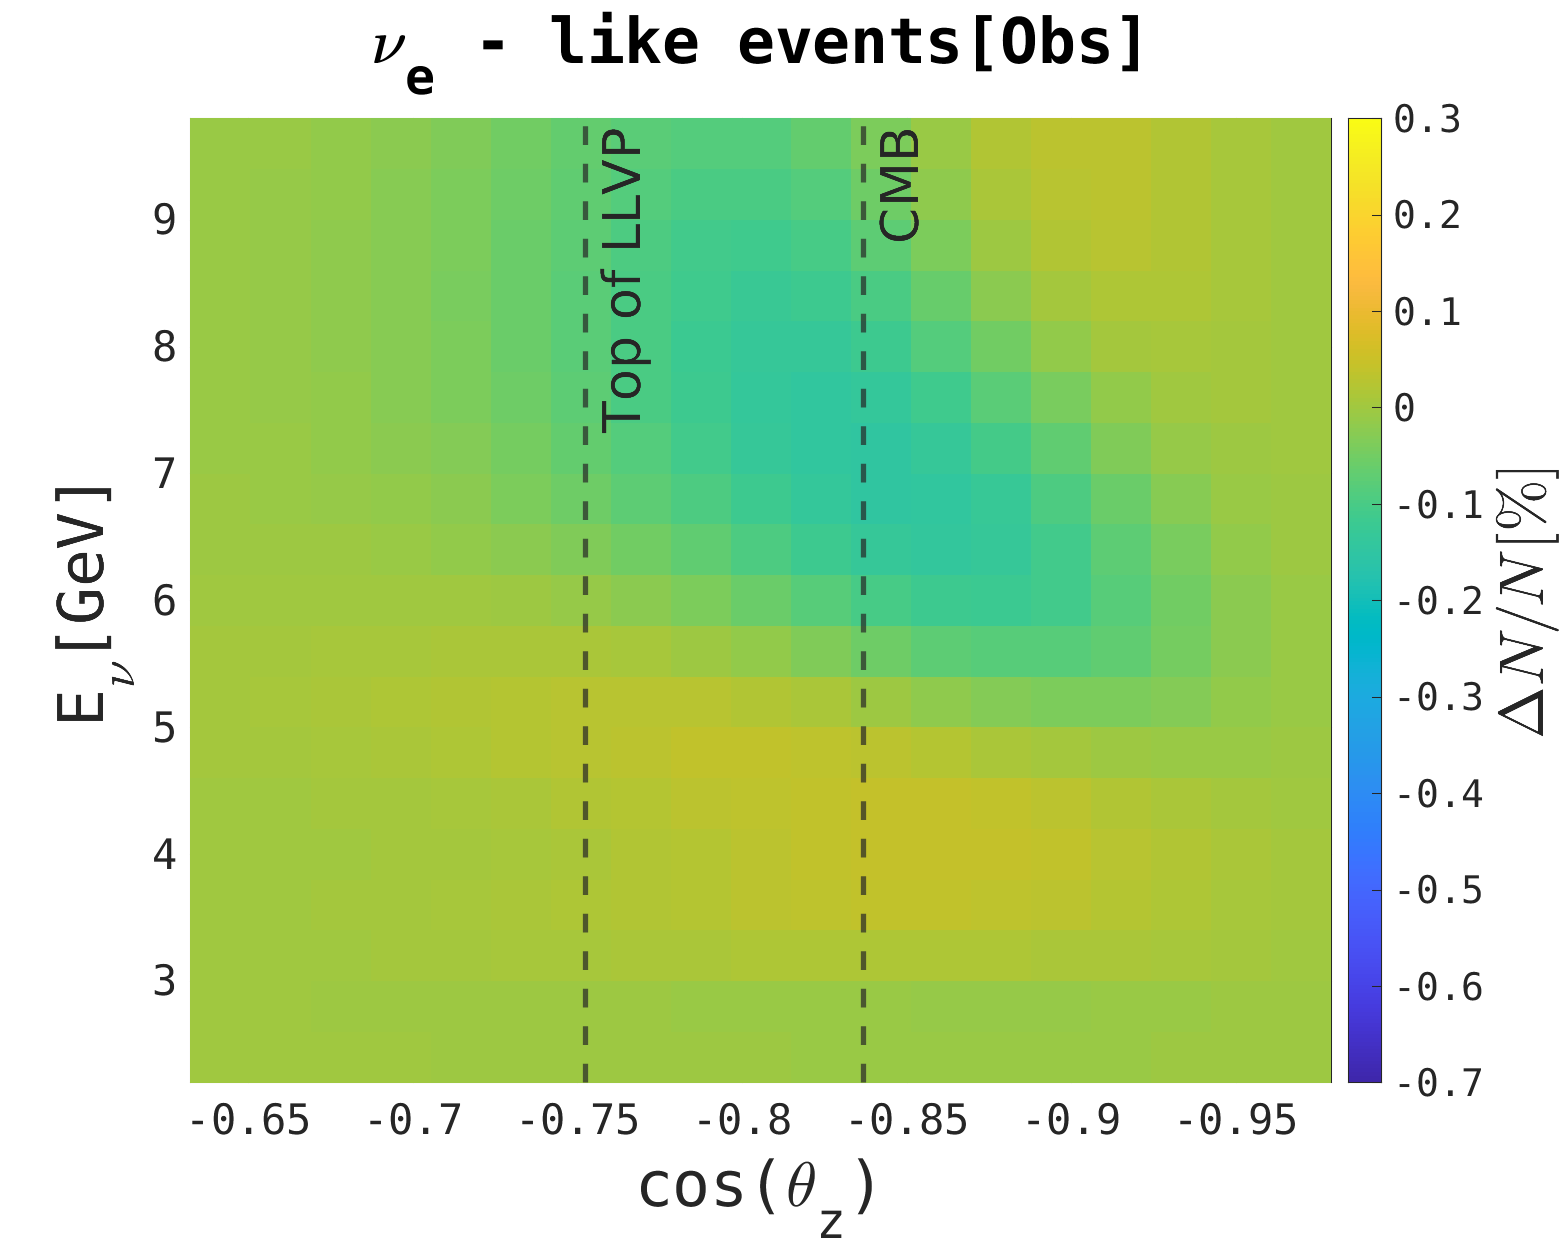 νe - like events[Obs]
Top of LLVP
CMB
Eν[GeV]
9
8
7
6
5
4
3
-0.65 -0.7 -0.75 -0.8 -0.85 -0.9 -0.95
cos(θz)
0.3
0.2
0.1
0
-0.1
-0.2
-0.3
-0.4
-0.5
-0.6
-0.7
ΔN/N[%]